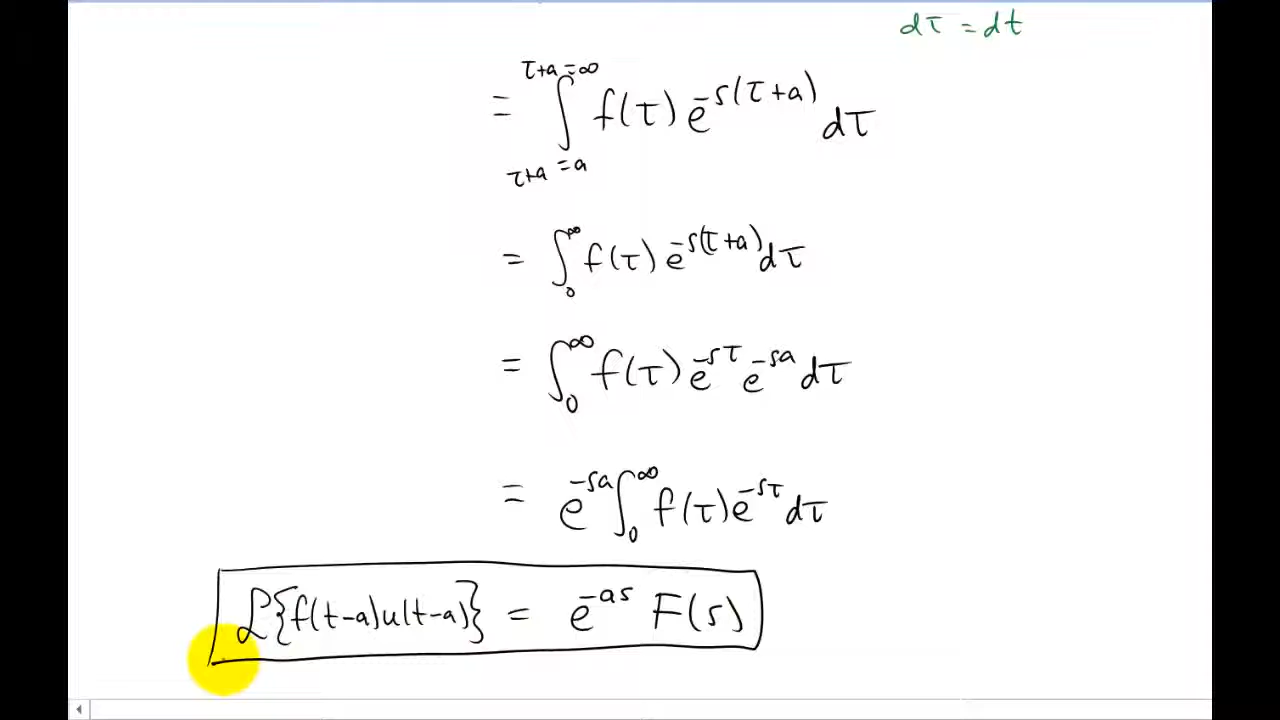 dτ = dt
= ∫_{τ+a=a}^{τ+a=∞} f(τ) e^{-s(τ+a)} dτ
= ∫_0^∞ f(τ) e^{-s(τ+a)} dτ
= ∫_0^∞ f(τ) e^{-sτ} e^{-sa} dτ
= e^{-sa} ∫_0^∞ f(τ) e^{-sτ} dτ
ℒ{f(t-a)u(t-a)} = e^{-as} F(s)